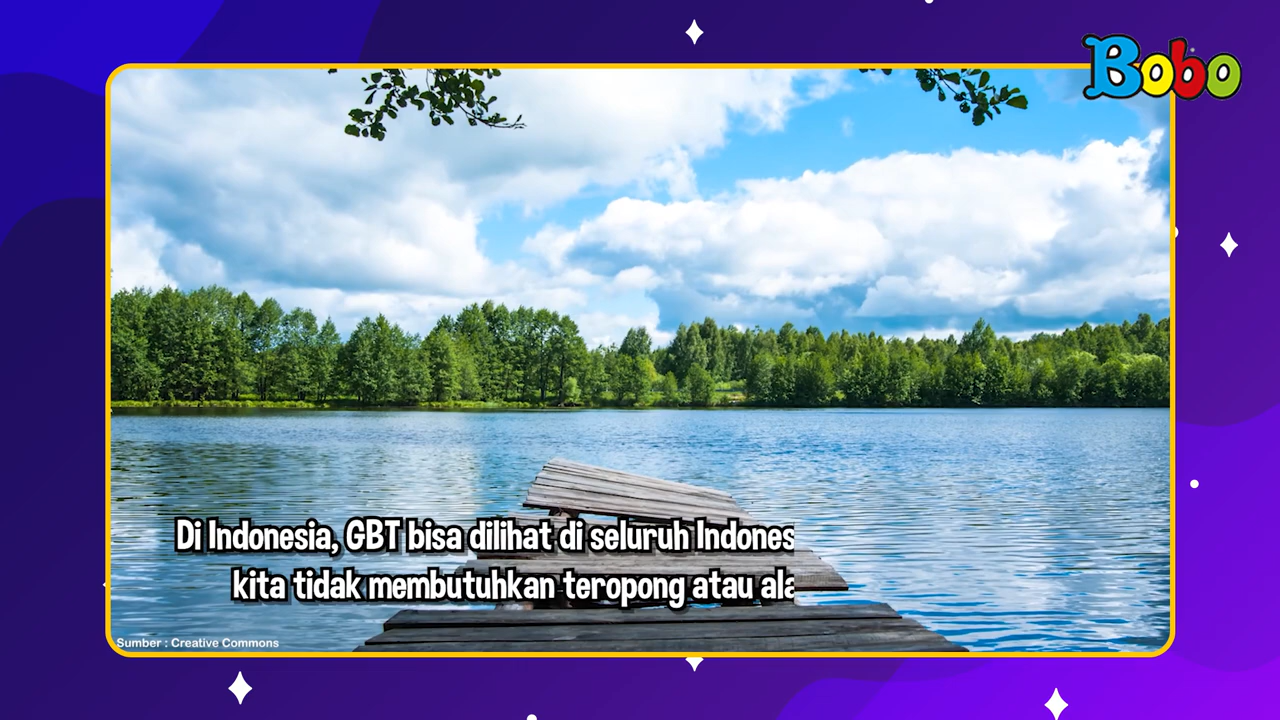 Bobo
Di Indonesia, GBT bisa dilihat di seluruh Indones
kita tidak membutuhkan teropong atau ala
Sumber : Creative Commons